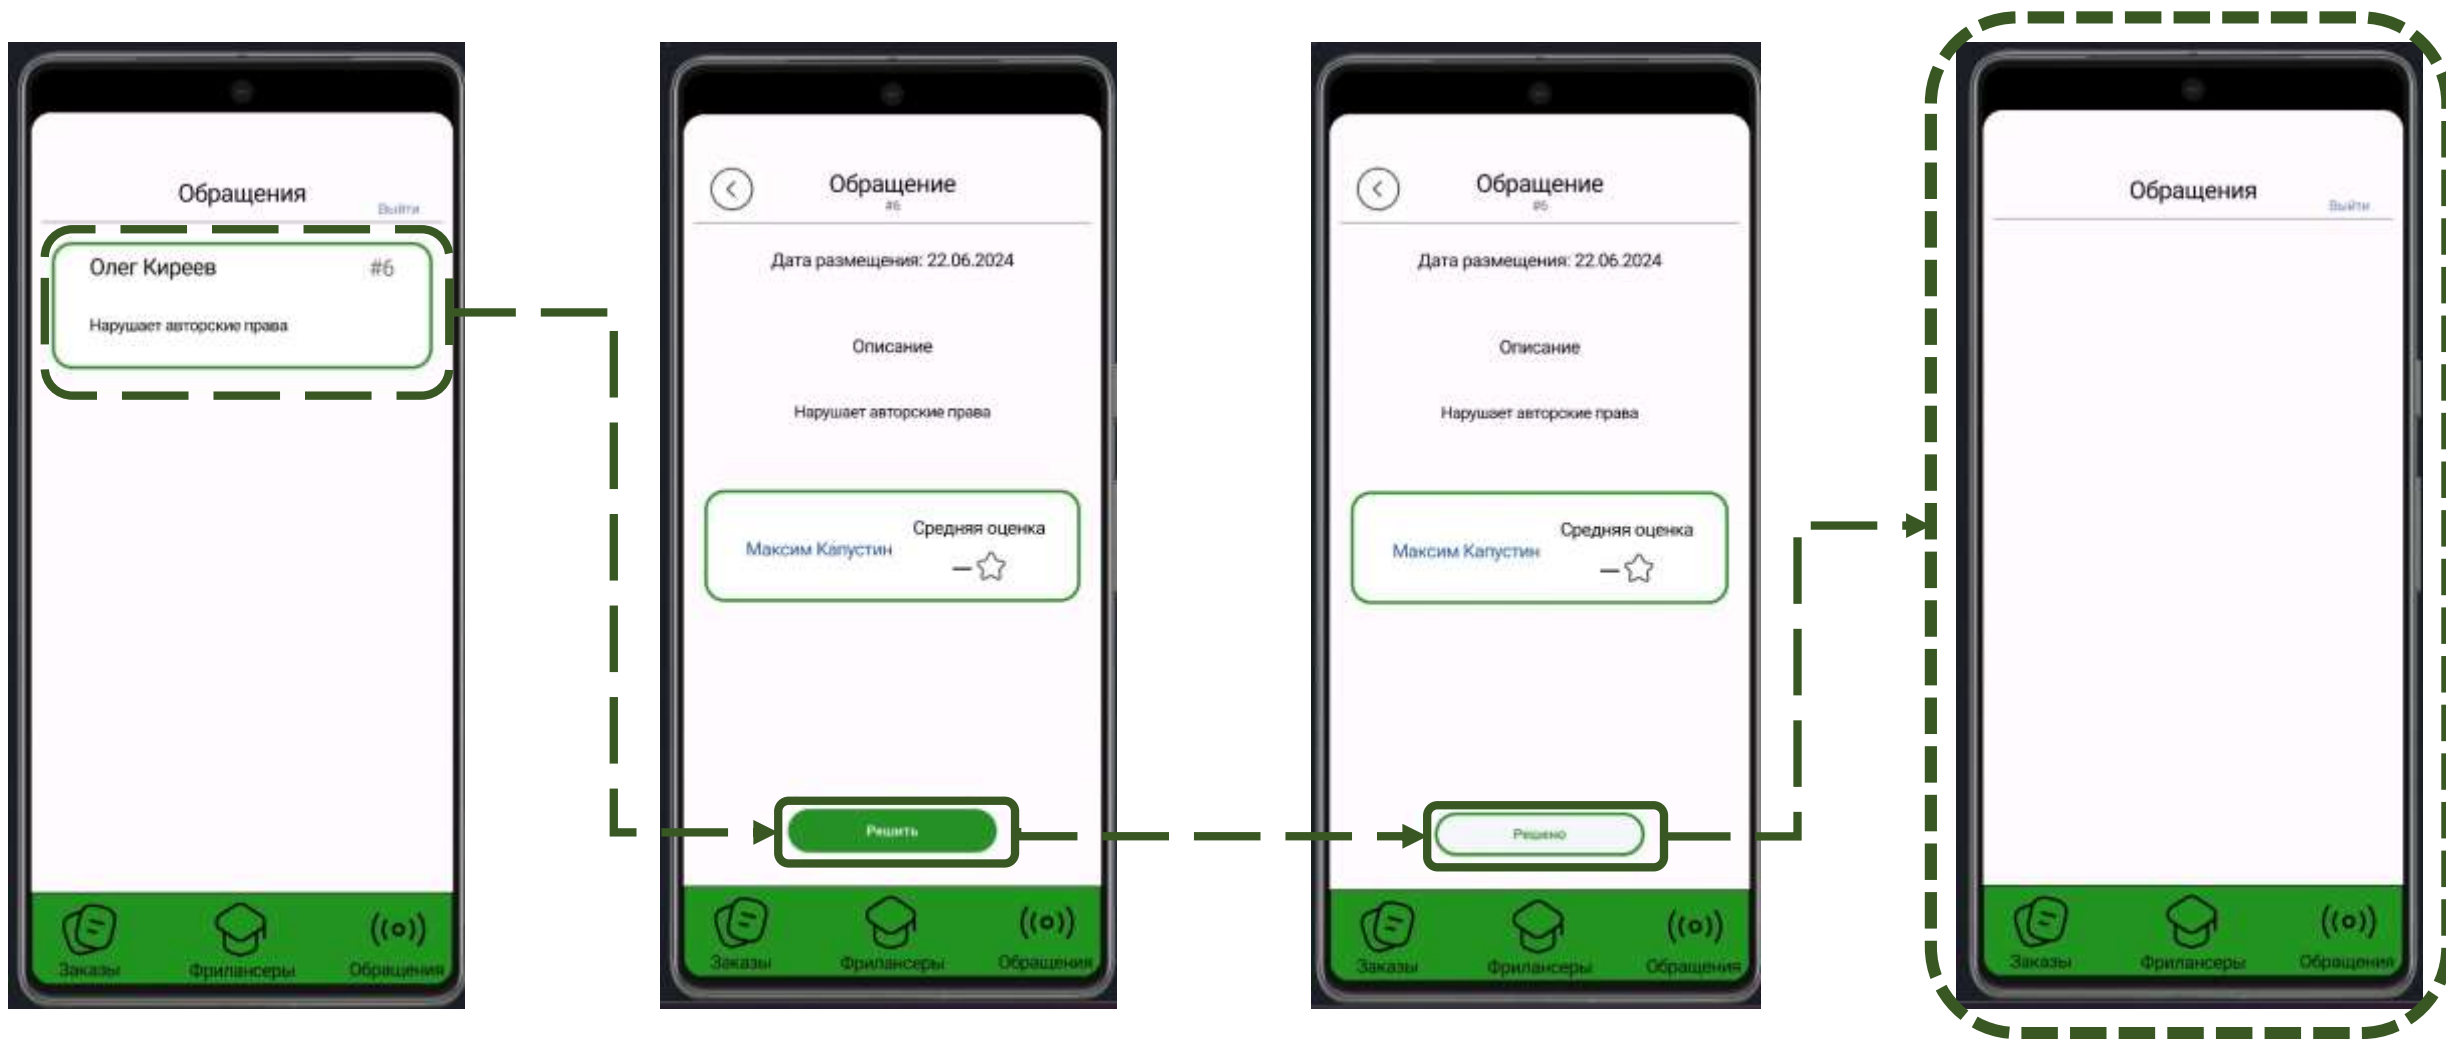 Обращения
Выйти
Олег Киреев #6
Нарушает авторские права
Заказы Фрилансеры Обращения
Обращение
#6
Дата размещения: 22.06.2024
Описание
Нарушает авторские права
Средняя оценка
Максим Капустин
Решить
Заказы Фрилансеры Обращения
Обращение
#6
Дата размещения: 22.06.2024
Описание
Нарушает авторские права
Средняя оценка
Максим Капустин
Решено
Заказы Фрилансеры Обращения
Обращения
Выйти
Заказы Фрилансеры Обращения